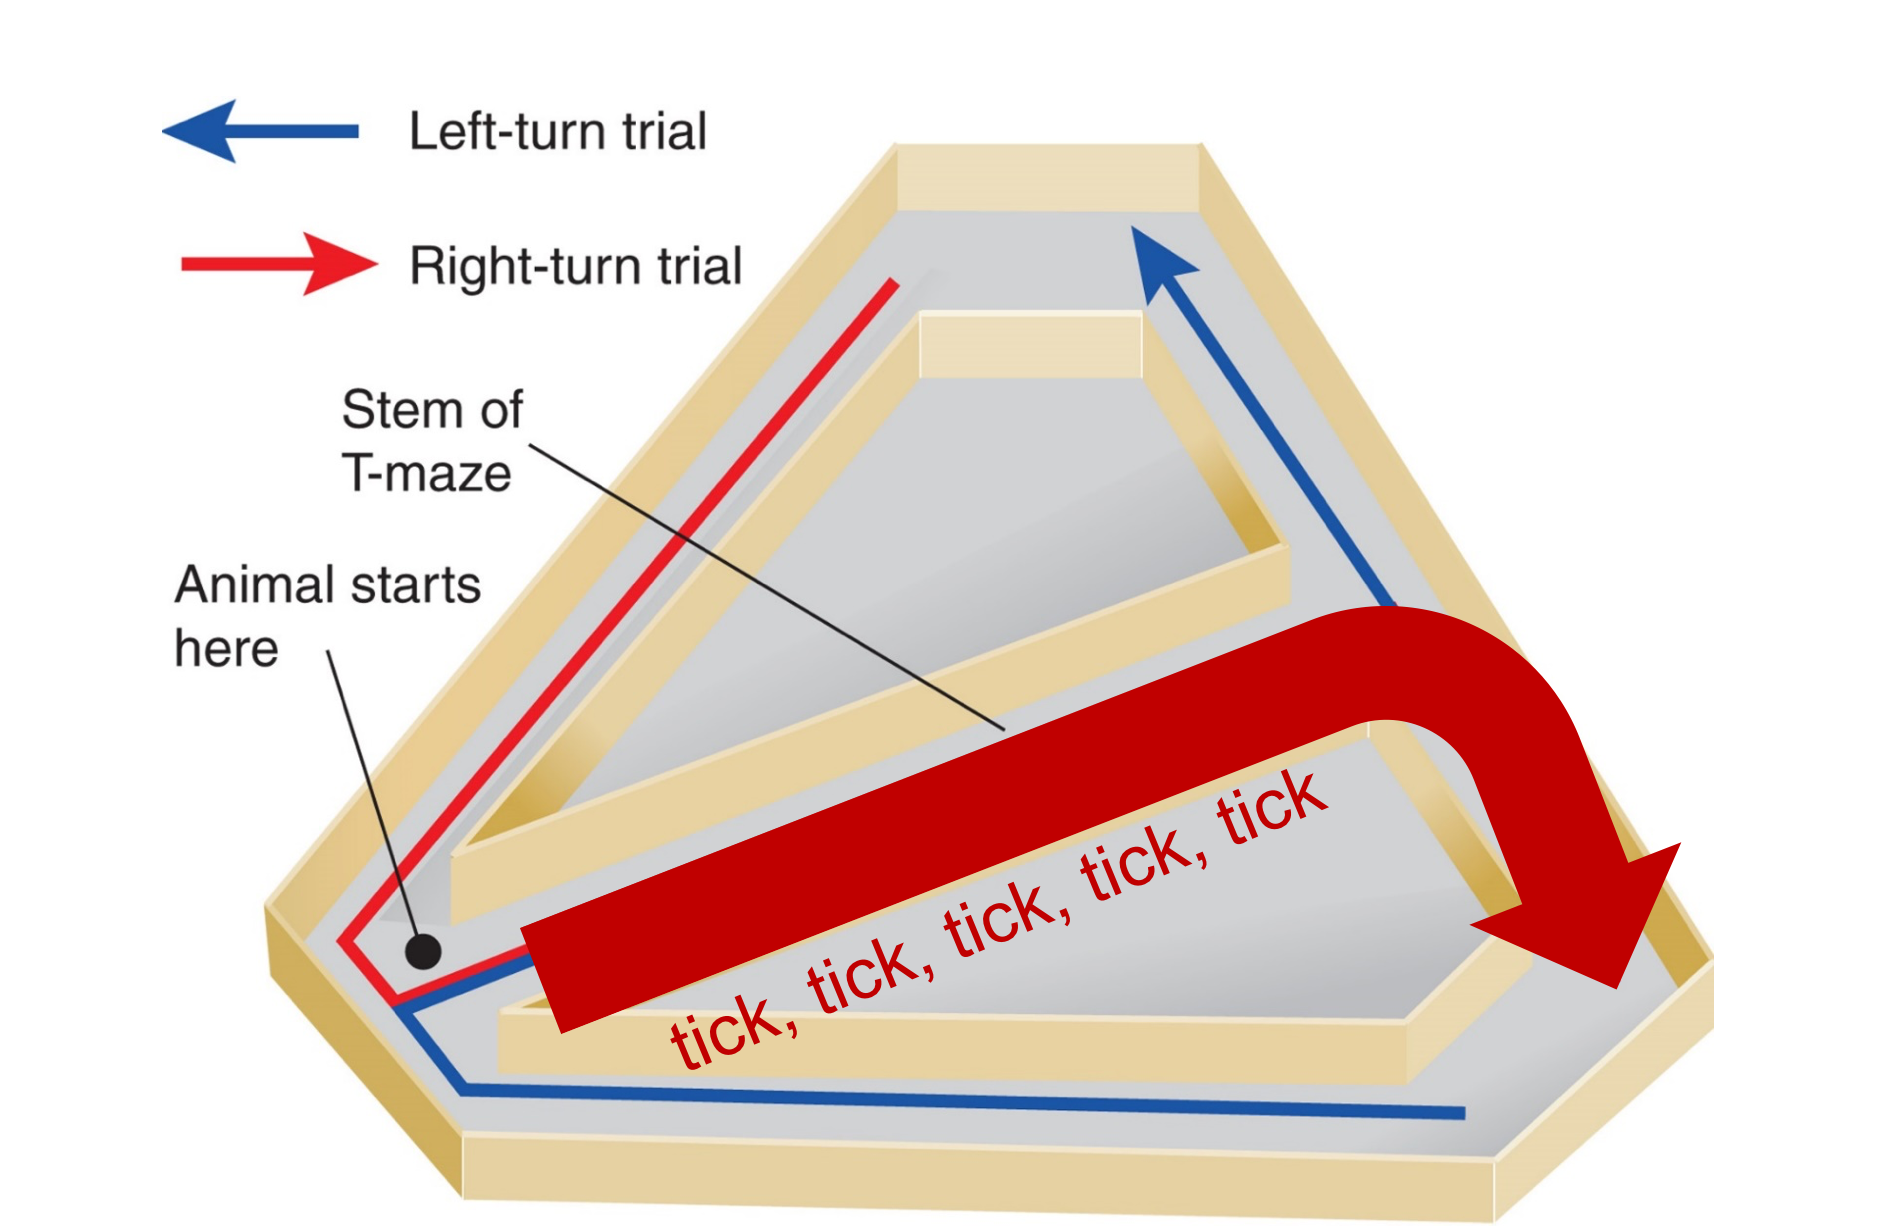 Left-turn trial
Right-turn trial
Stem of
T-maze
Animal starts
here
tick, tick, tick, tick, tick